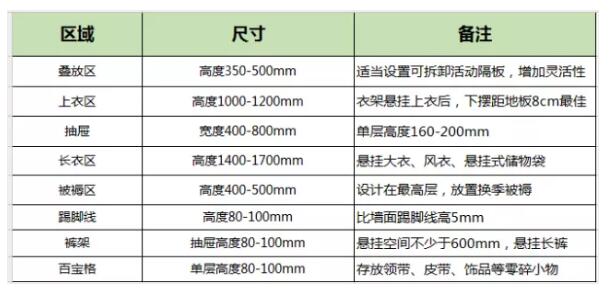 区域 尺寸 备注
叠放区 高度350-500mm 适当设置可拆卸活动隔板，增加灵活性
上衣区 高度1000-1200mm 衣架悬挂上衣后，下摆距地板8cm最佳
抽屉 宽度400-800mm 单层高度160-200mm
长衣区 高度1400-1700mm 悬挂大衣、风衣、悬挂式储物袋
被褥区 高度400-500mm 设计在最高层，放置换季被褥
踢脚线 高度80-100mm 比墙面踢脚线高5mm
裤架 抽屉高度80-100mm 悬挂空间不少于600mm，悬挂长裤
百宝格 单层高度80-100mm 存放领带、皮带、饰品等零碎小物